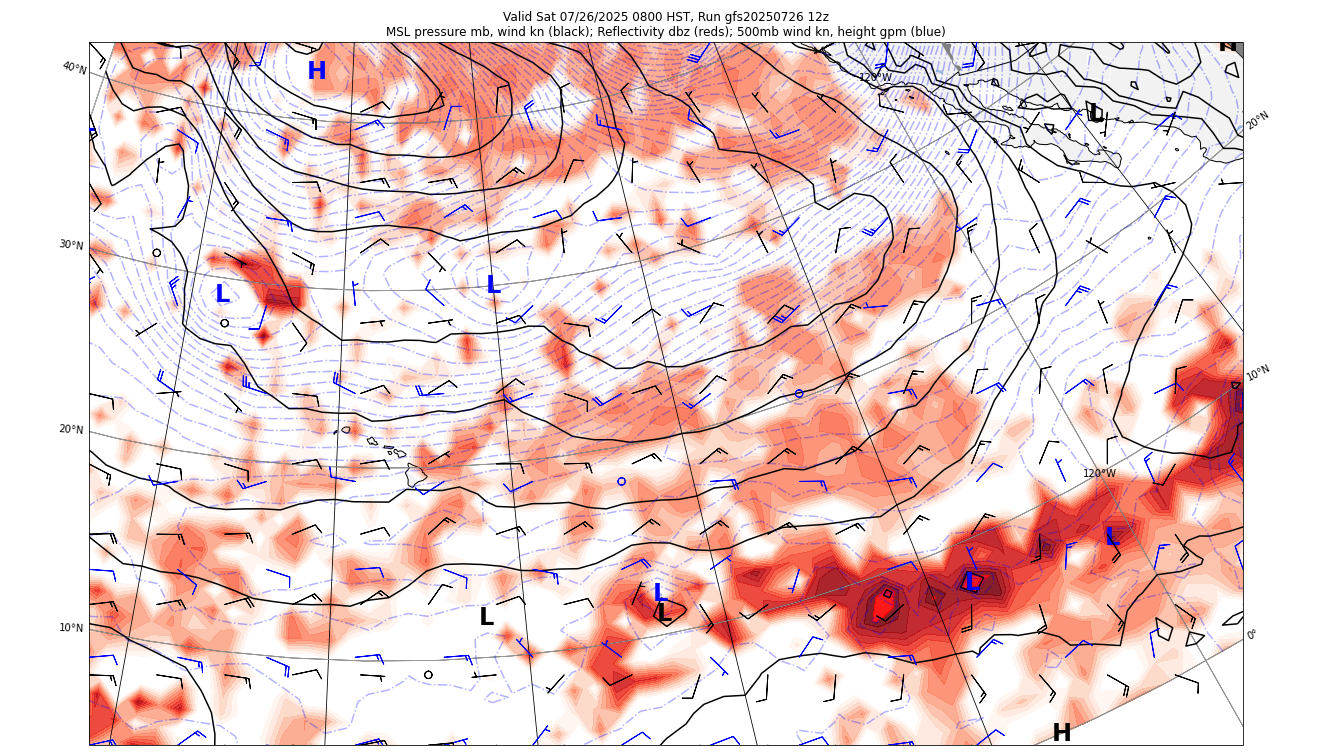 Valid Sat 07/26/2025 0800 HST, Run gfs20250726 12z
MSL pressure mb, wind kn (black); Reflectivity dbz (reds); 500mb wind kn, height gpm (blue)
H
40°N
H
120°W
L
20°N
30°N
L
L
10°N
20°N
120°W
L
L
L
L
L
10°N
0°
H